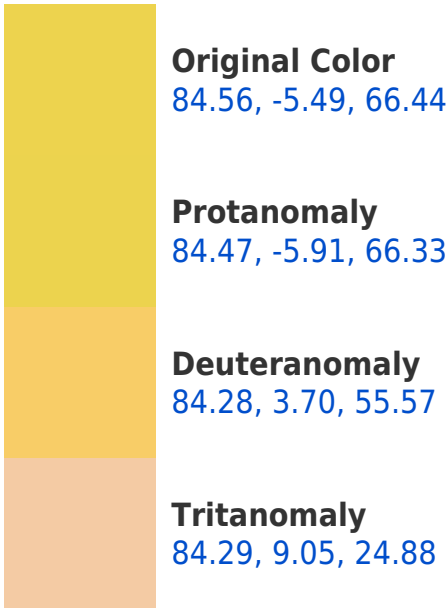 Original Color
84.56, -5.49, 66.44
Protanomaly
84.47, -5.91, 66.33
Deuteranomaly
84.28, 3.70, 55.57
Tritanomaly
84.29, 9.05, 24.88